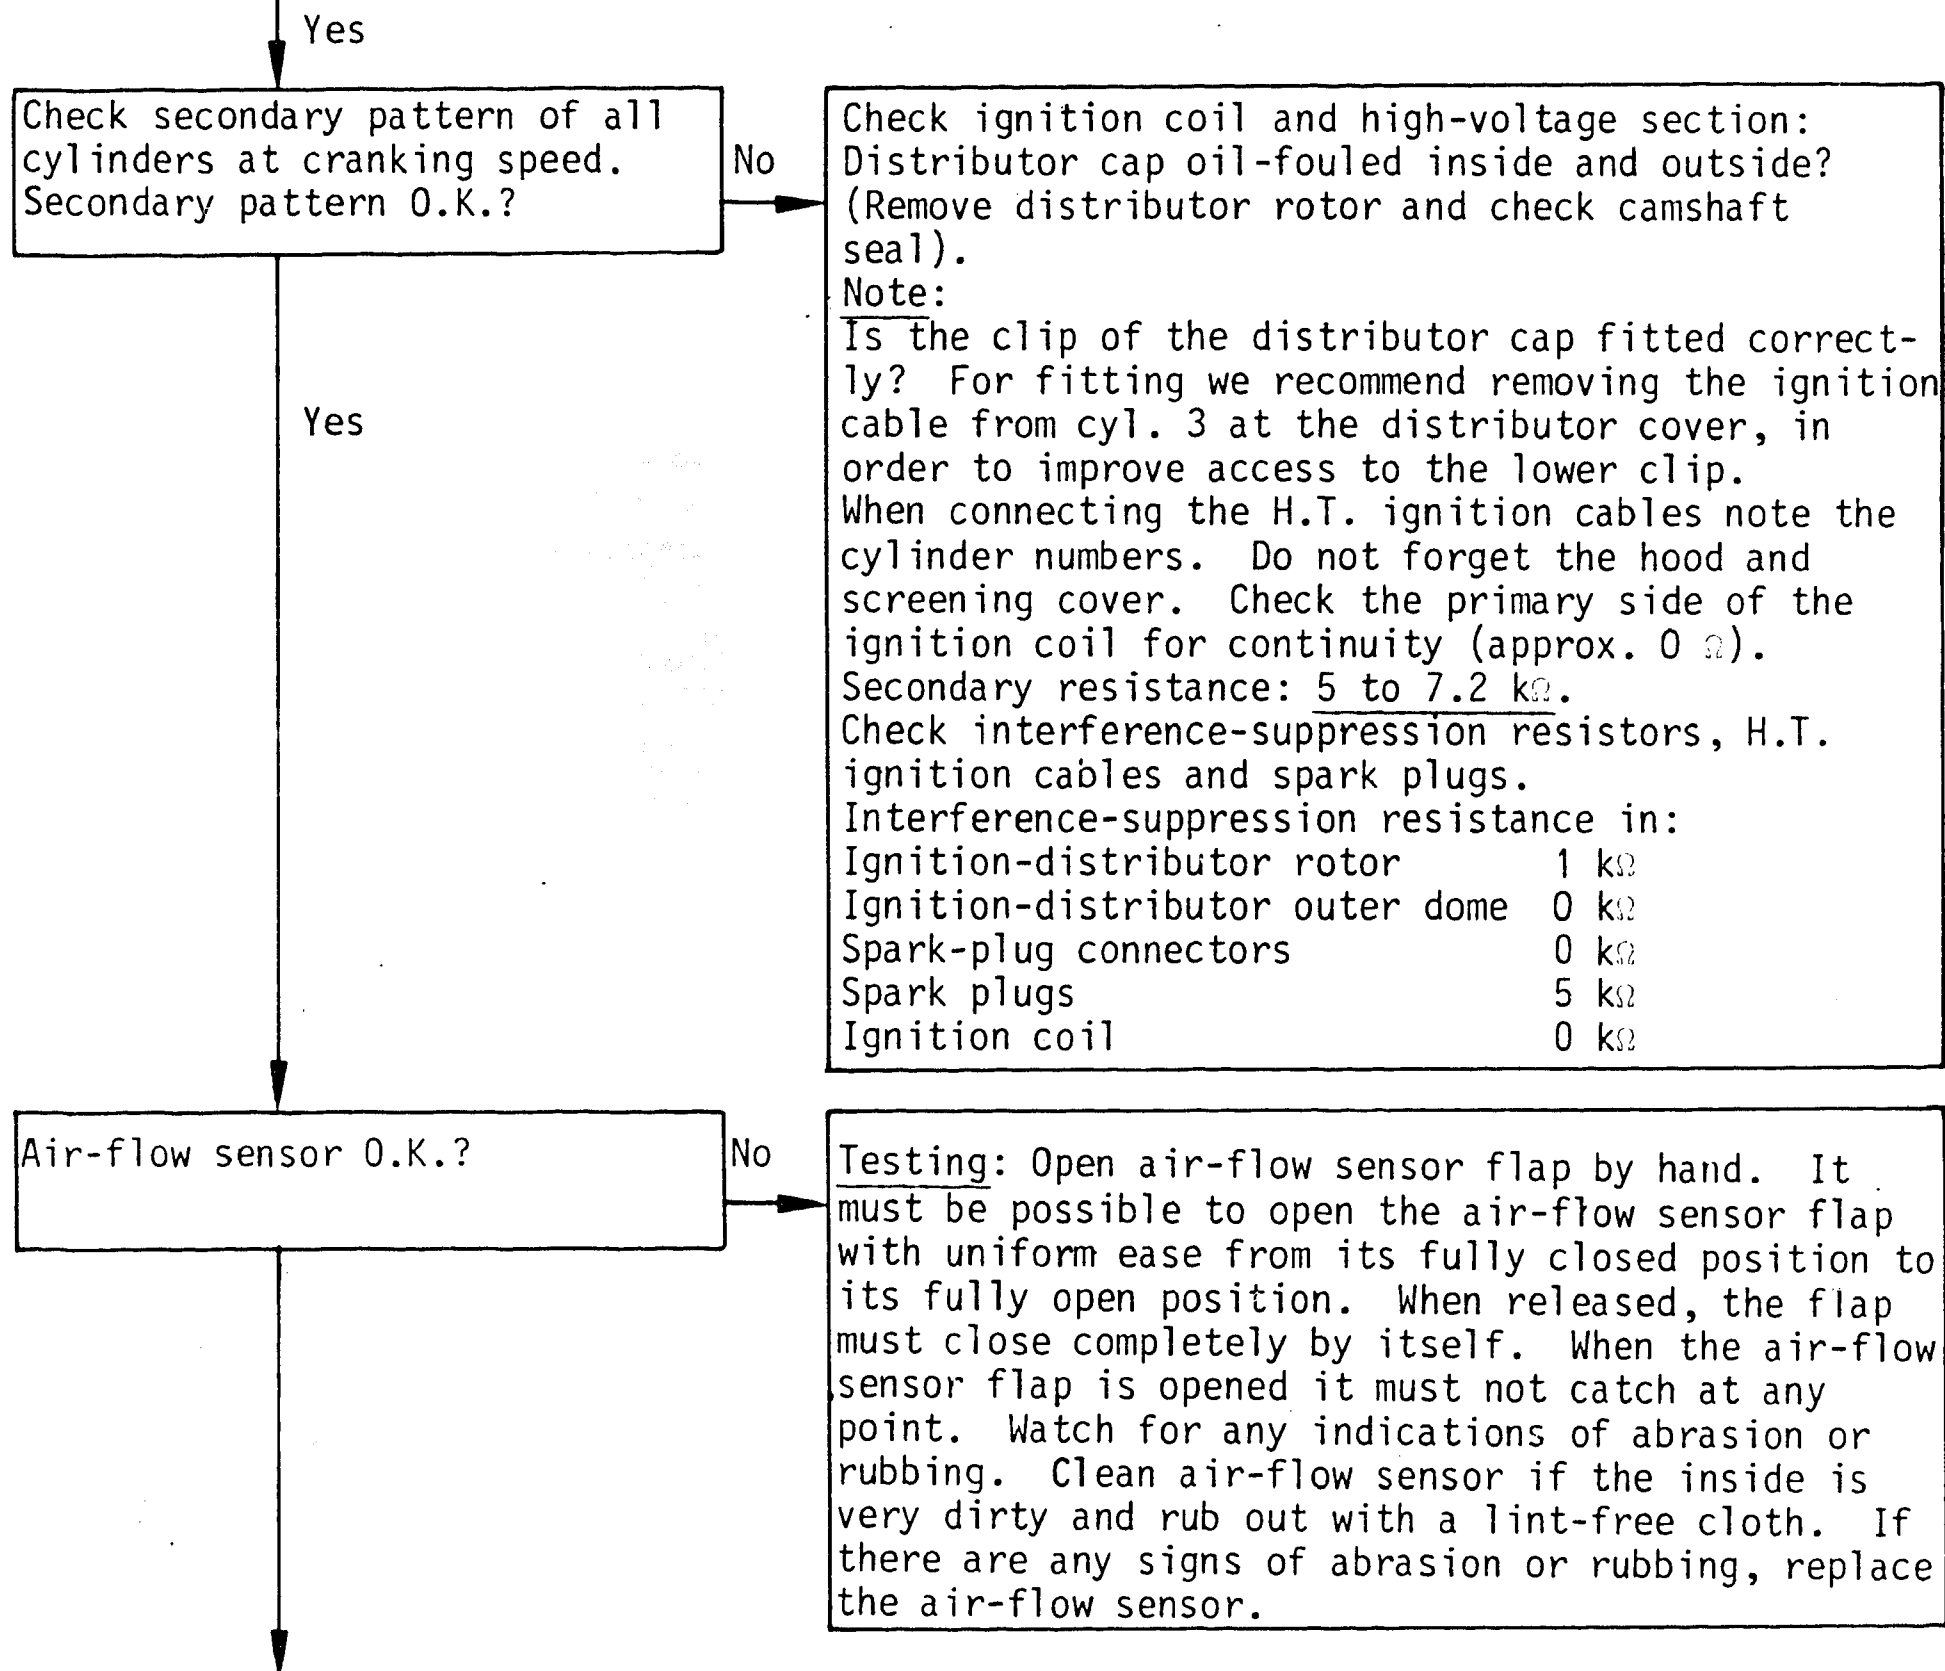 Yes
Check secondary pattern of all
cylinders at cranking speed.
Secondary pattern O.K.?
No
Check ignition coil and high-voltage section:
Distributor cap oil-fouled inside and outside?
(Remove distributor rotor and check camshaft
seal).
Note:
Is the clip of the distributor cap fitted correct-
ly? For fitting we recommend removing the ignition
cable from cyl. 3 at the distributor cover, in
order to improve access to the lower clip.
When connecting the H.T. ignition cables note the
cylinder numbers. Do not forget the hood and
screening cover. Check the primary side of the
ignition coil for continuity (approx. 0 Ω).
Secondary resistance: 5 to 7.2 kΩ.
Check interference-suppression resistors, H.T.
ignition cables and spark plugs.
Interference-suppression resistance in:
Ignition-distributor rotor 1 kΩ
Ignition-distributor outer dome 0 kΩ
Spark-plug connectors 0 kΩ
Spark plugs 5 kΩ
Ignition coil 0 kΩ
Yes
Air-flow sensor O.K.?
No
Testing: Open air-flow sensor flap by hand. It
must be possible to open the air-flow sensor flap
with uniform ease from its fully closed position to
its fully open position. When released, the flap
must close completely by itself. When the air-flow
sensor flap is opened it must not catch at any
point. Watch for any indications of abrasion or
rubbing. Clean air-flow sensor if the inside is
very dirty and rub out with a lint-free cloth. If
there are any signs of abrasion or rubbing, replace
the air-flow sensor.